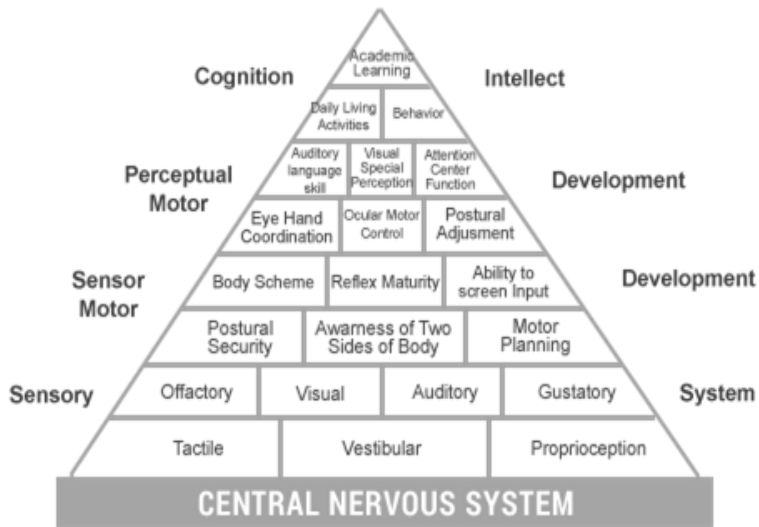 Academic
Learning
Cognition
Intellect
Daily Living
Activities
Behavior
Auditory
language
skill
Visual
Special
Perception
Attention
Center
Function
Perceptual
Motor
Development
Eye Hand
Coordination
Ocular Motor
Control
Postural
Adjusment
Sensor
Motor
Body Scheme
Reflex Maturity
Ability to
screen Input
Development
Postural
Security
Awarness of Two
Sides of Body
Motor
Planning
Sensory
Offactory
Visual
Auditory
Gustatory
System
Tactile
Vestibular
Proprioception
CENTRAL NERVOUS SYSTEM